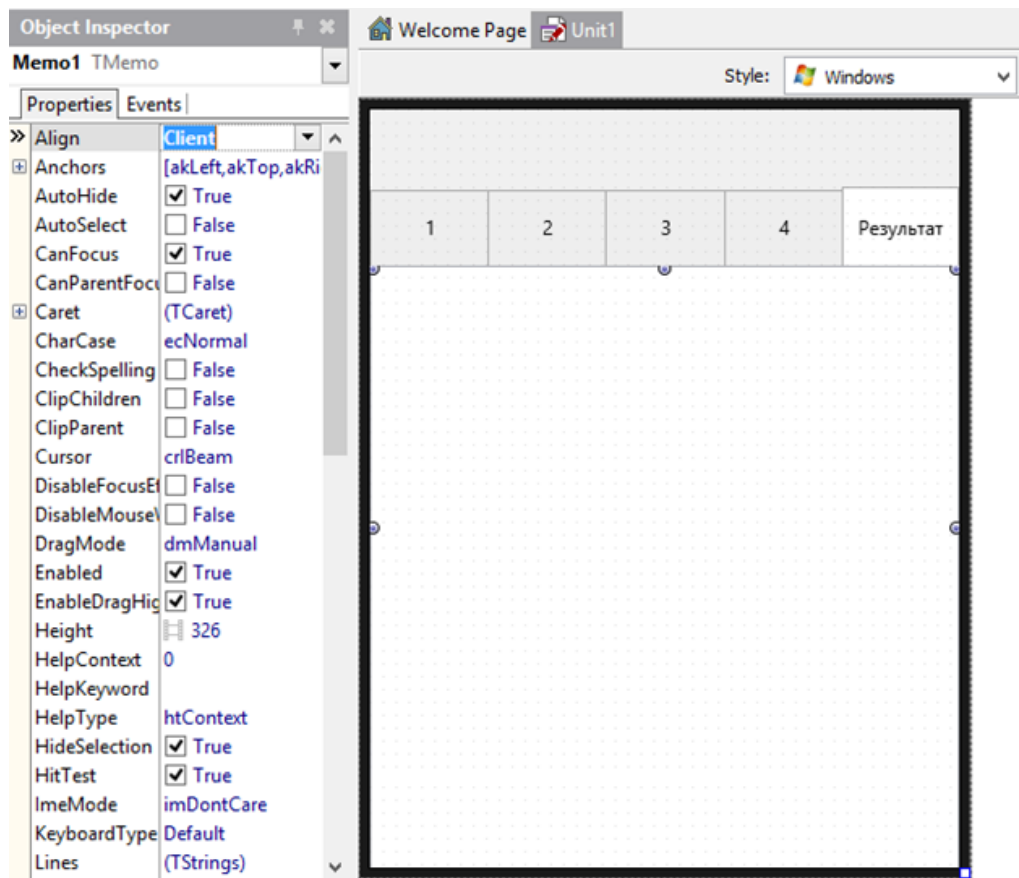 Object Inspector
Memo1 TMemo
Properties Events
Align Client
Anchors [akLeft,akTop,akRi
AutoHide True
AutoSelect False
CanFocus True
CanParentFocu False
Caret (TCaret)
CharCase ecNormal
CheckSpelling False
ClipChildren False
ClipParent False
Cursor crIBeam
DisableFocusEf False
DisableMouseW False
DragMode dmManual
Enabled True
EnableDragHig True
Height 326
HelpContext 0
HelpKeyword
HelpType htContext
HideSelection True
HitTest True
ImeMode imDontCare
KeyboardType Default
Lines (TStrings)
Welcome Page Unit1
Style: Windows
1 2 3 4 Результат